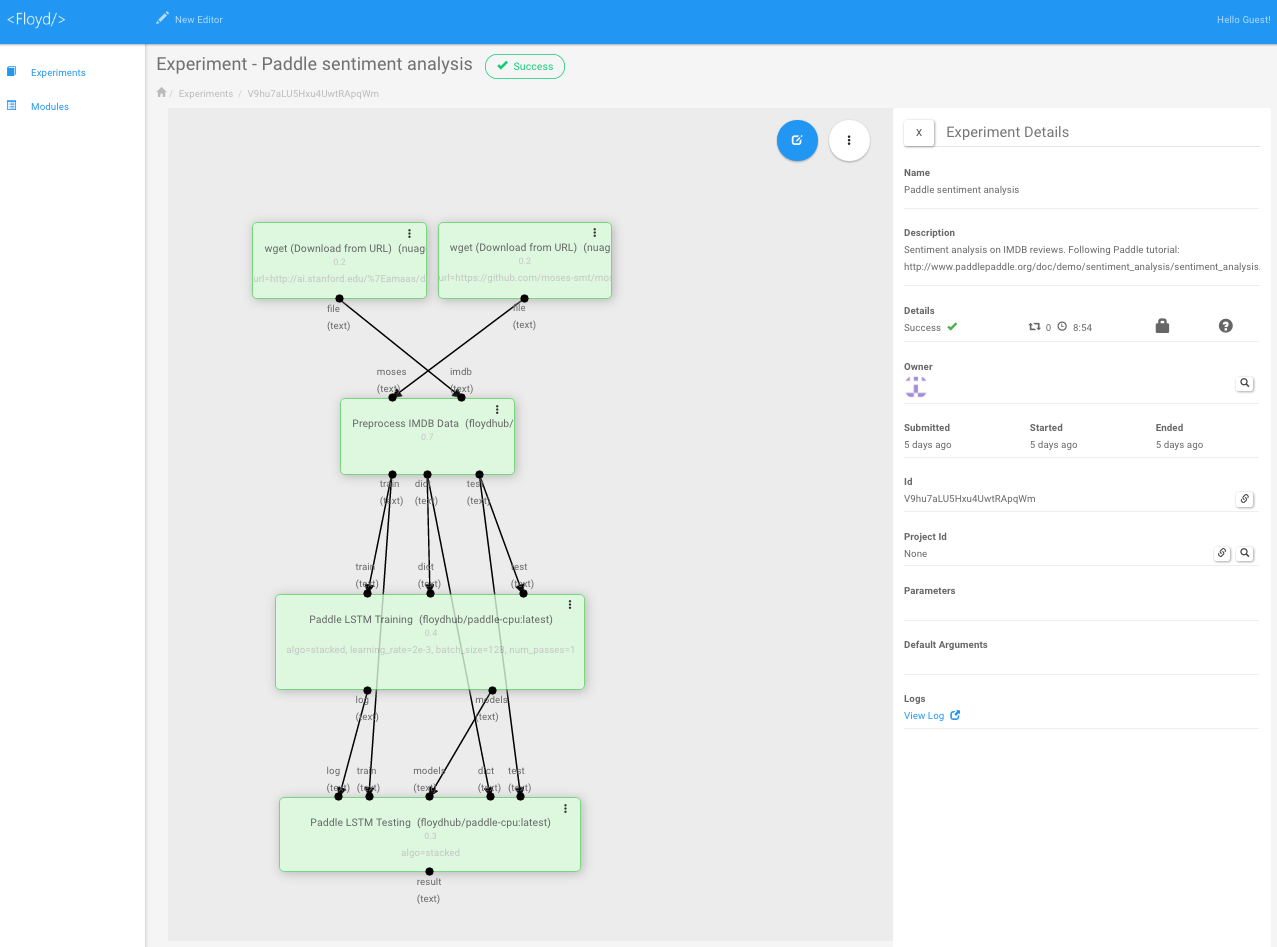 <Floyd/>
New Editor
Hello Guest!
Experiments
Modules
Experiment - Paddle sentiment analysis
Success
/ Experiments / V9hu7aLU5Hxu4UwtRApqWm
wget (Download from URL) (nuag
0.2
url=http://ai.stanford.edu/%7Eamaas/d
wget (Download from URL) (nuag
0.2
url=https://github.com/moses-smt/mos
file
(text)
file
(text)
moses
(text)
imdb
(text)
Preprocess IMDB Data (floydhub/
0.7
train
(text)
dict
(text)
test
(text)
train
(text)
dict
(text)
test
(text)
Paddle LSTM Training (floydhub/paddle-cpu:latest)
0.4
algo=stacked, learning_rate=2e-3, batch_size=128, num_passes=1
log
(text)
models
(text)
log
(text)
train
(text)
models
(text)
dict
(text)
test
(text)
Paddle LSTM Testing (floydhub/paddle-cpu:latest)
0.3
algo=stacked
result
(text)
X
Experiment Details
Name
Paddle sentiment analysis
Description
Sentiment analysis on IMDB reviews. Following Paddle tutorial:
http://www.paddlepaddle.org/doc/demo/sentiment_analysis/sentiment_analysis.
Details
Success
0
8:54
Owner
Submitted
5 days ago
Started
5 days ago
Ended
5 days ago
Id
V9hu7aLU5Hxu4UwtRApqWm
Project Id
None
Parameters
Default Arguments
Logs
View Log